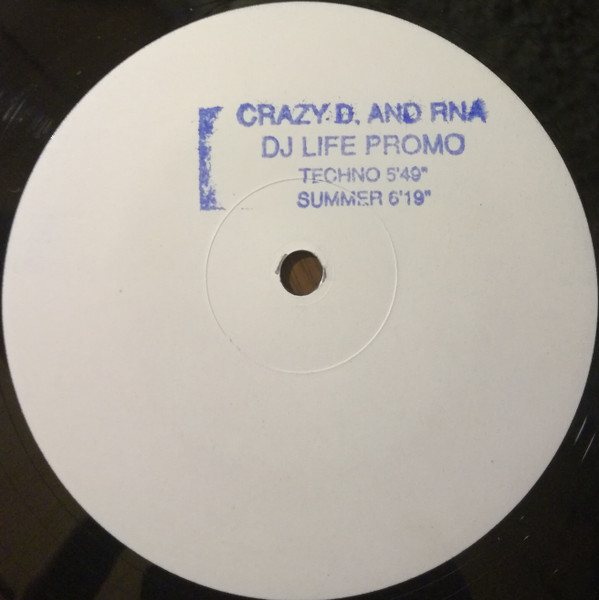 CRAZY D. AND RNA
DJ LIFE PROMO
TECHNO 5'49"
SUMMER 6'19"